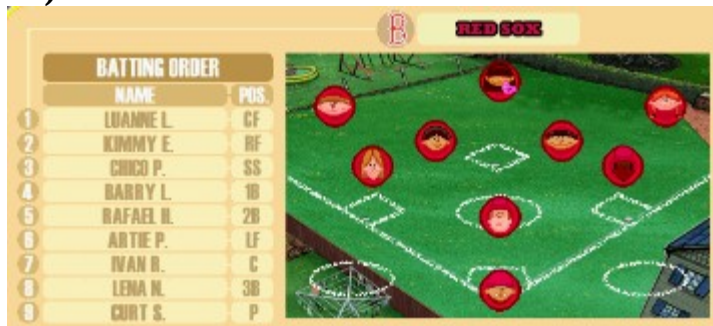 B RED SOX
BATTING ORDER
NAME POS.
1 LUANNE L. CF
2 KIMMY E. RF
3 CHICO P. SS
4 BARRY L. 1B
5 RAFAEL H. 2B
6 ARTIE P. LF
7 IVAN R. C
8 LENA N. 3B
9 CURT S. P